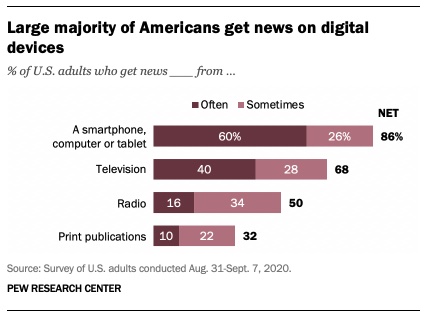 Large majority of Americans get news on digital
devices
% of U.S. adults who get news ___ from ...
Often Sometimes
NET
A smartphone, computer or tablet 60% 26% 86%
Television 40 28 68
Radio 16 34 50
Print publications 10 22 32
Source: Survey of U.S. adults conducted Aug. 31-Sept. 7, 2020.
PEW RESEARCH CENTER